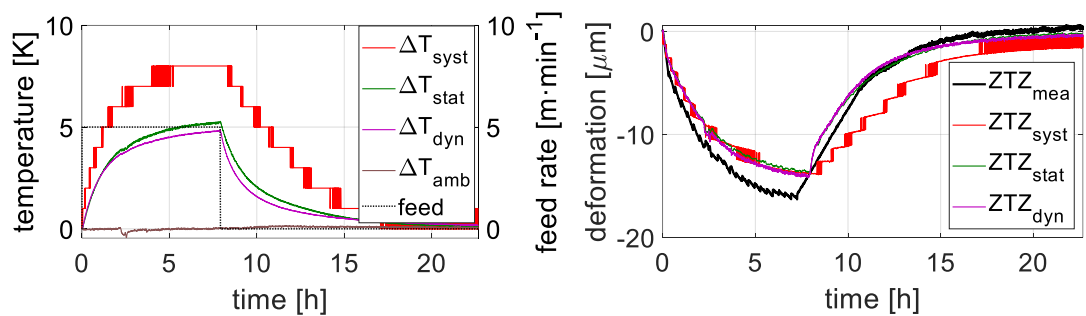 temperature [K]
10
5
0
0
5
10
15
20
time [h]
10
5
0
feed rate [m·min⁻¹]
ΔT_syst
ΔT_stat
ΔT_dyn
ΔT_amb
feed
deformation [μm]
0
-10
-20
0
5
10
15
20
time [h]
ZTZ_mea
ZTZ_syst
ZTZ_stat
ZTZ_dyn